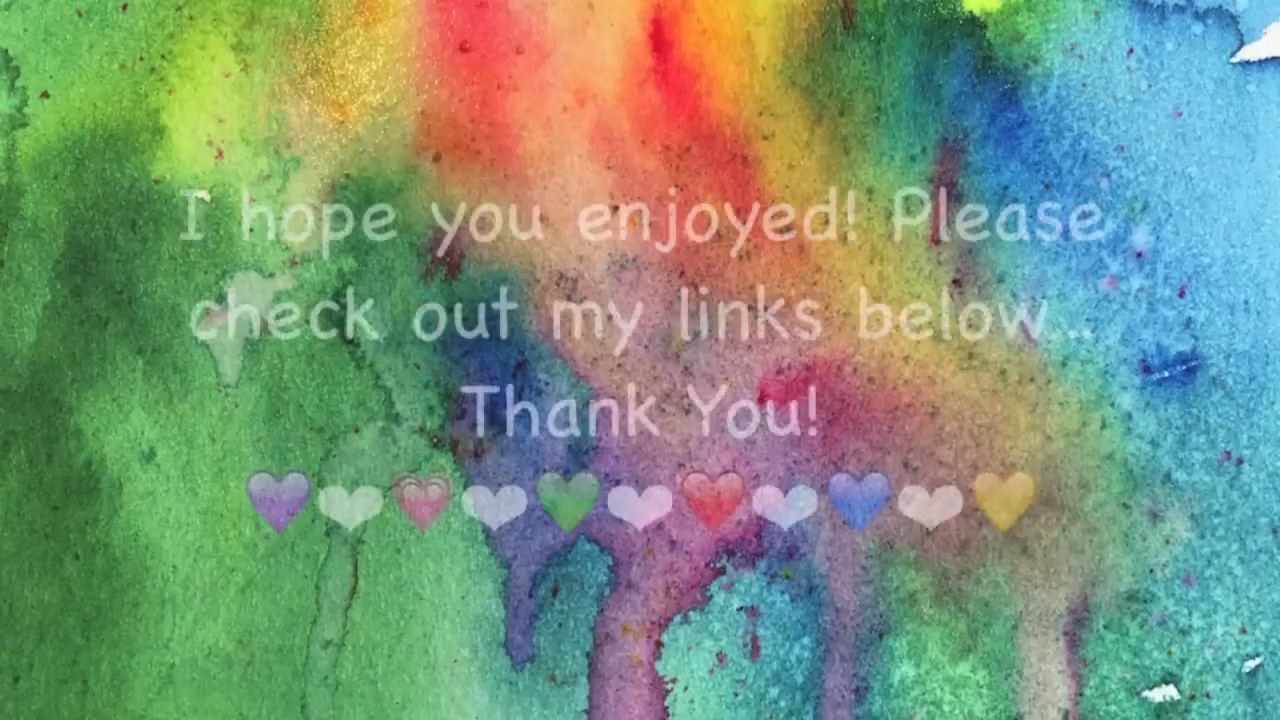 I hope you enjoyed! Please
check out my links below...
Thank You!
💜❤💗❤💚❤❤️❤💙❤💛